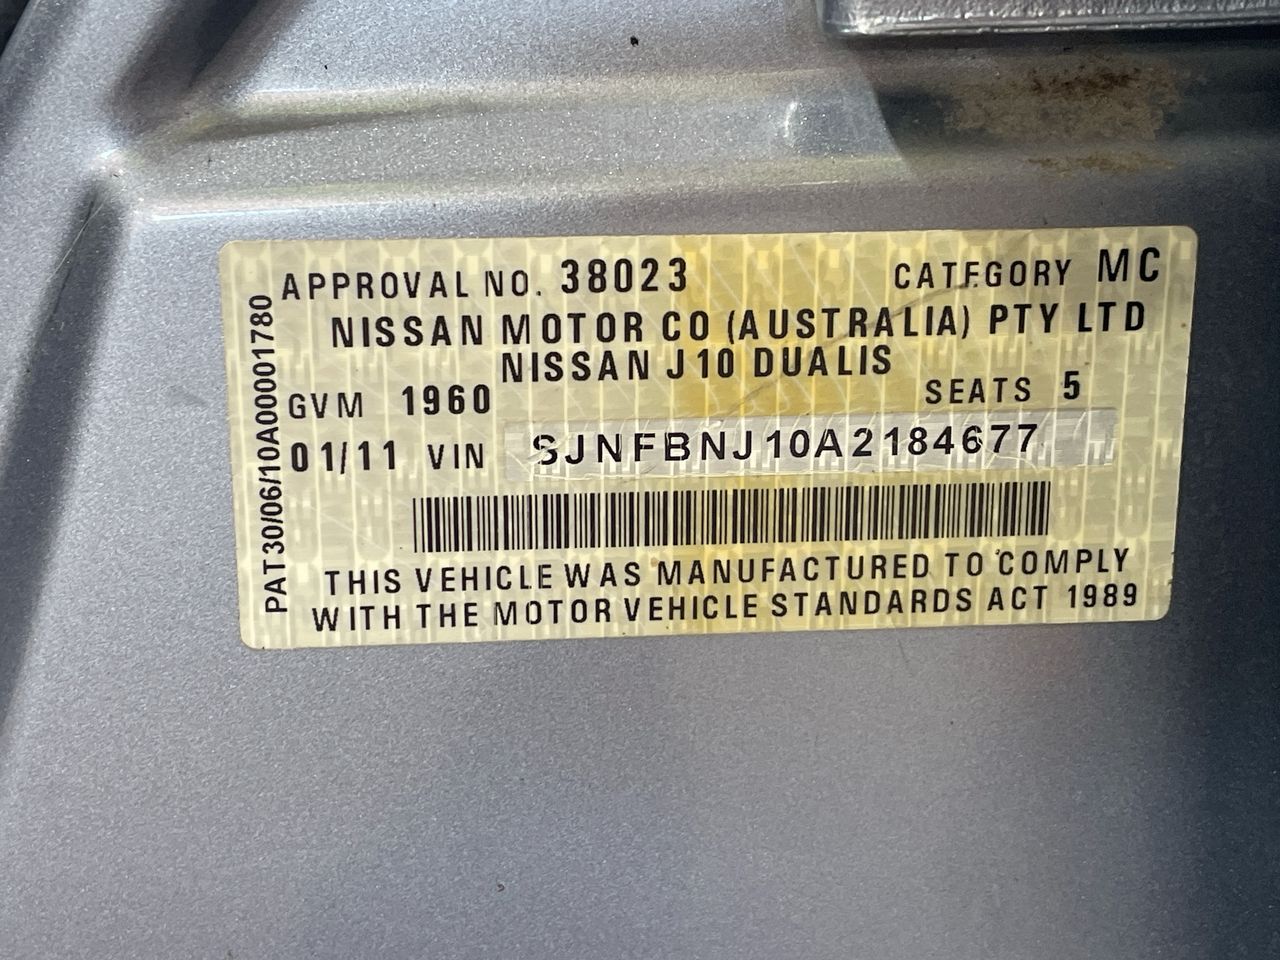 APPROVAL NO. 38023 CATEGORY MC
NISSAN MOTOR CO (AUSTRALIA) PTY LTD
NISSAN J10 DUALIS
GVM 1960 SEATS 5
01/11 VIN SJNFBNJ10A2184677
THIS VEHICLE WAS MANUFACTURED TO COMPLY
WITH THE MOTOR VEHICLE STANDARDS ACT 1989
PAT30/06/10A00001780